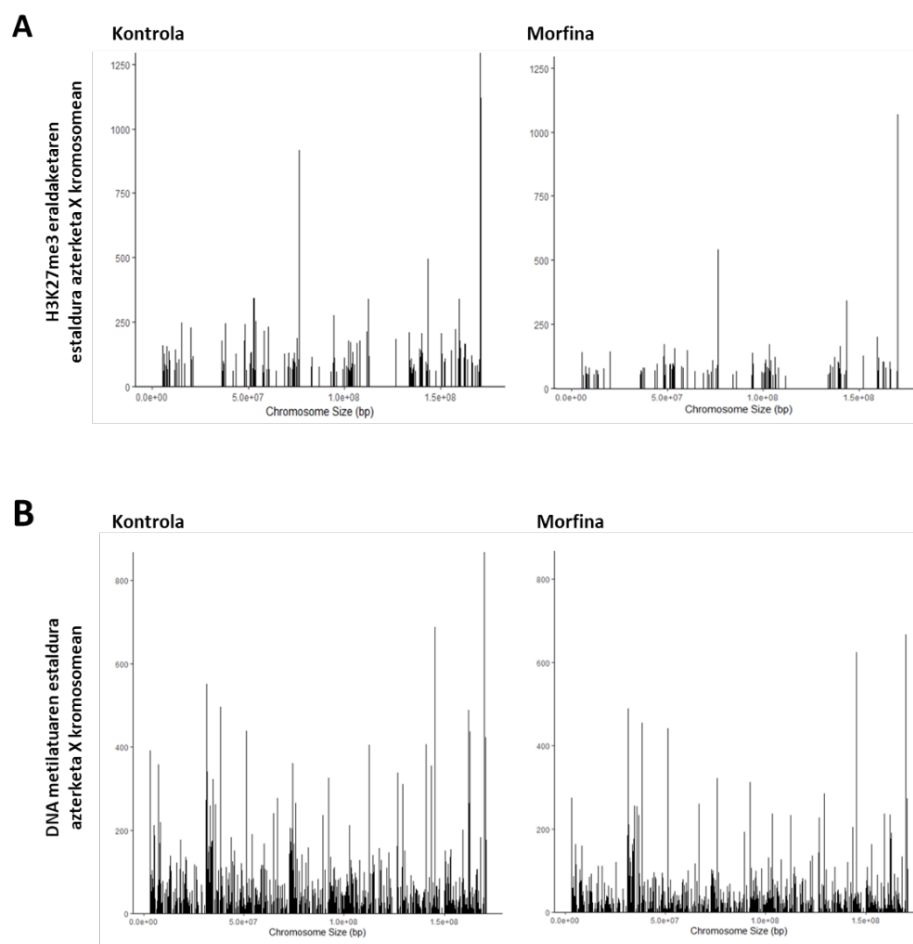 A
Kontrola
Morfina
H3K27me3 eraldaketaren
estaldura azterketa X kromosomean
1250
1000
750
500
250
0
0.0e+00
5.0e+07
1.0e+08
1.5e+08
Chromosome Size (bp)
1250
1000
750
500
250
0
0.0e+00
5.0e+07
1.0e+08
1.5e+08
Chromosome Size (bp)
B
Kontrola
Morfina
DNA metilatuaren estaldura
azterketa X kromosomean
800
600
400
200
0
0.0e+00
5.0e+07
1.0e+08
1.5e+08
Chromosome Size (bp)
800
600
400
200
0
0.0e+00
5.0e+07
1.0e+08
1.5e+08
Chromosome Size (bp)